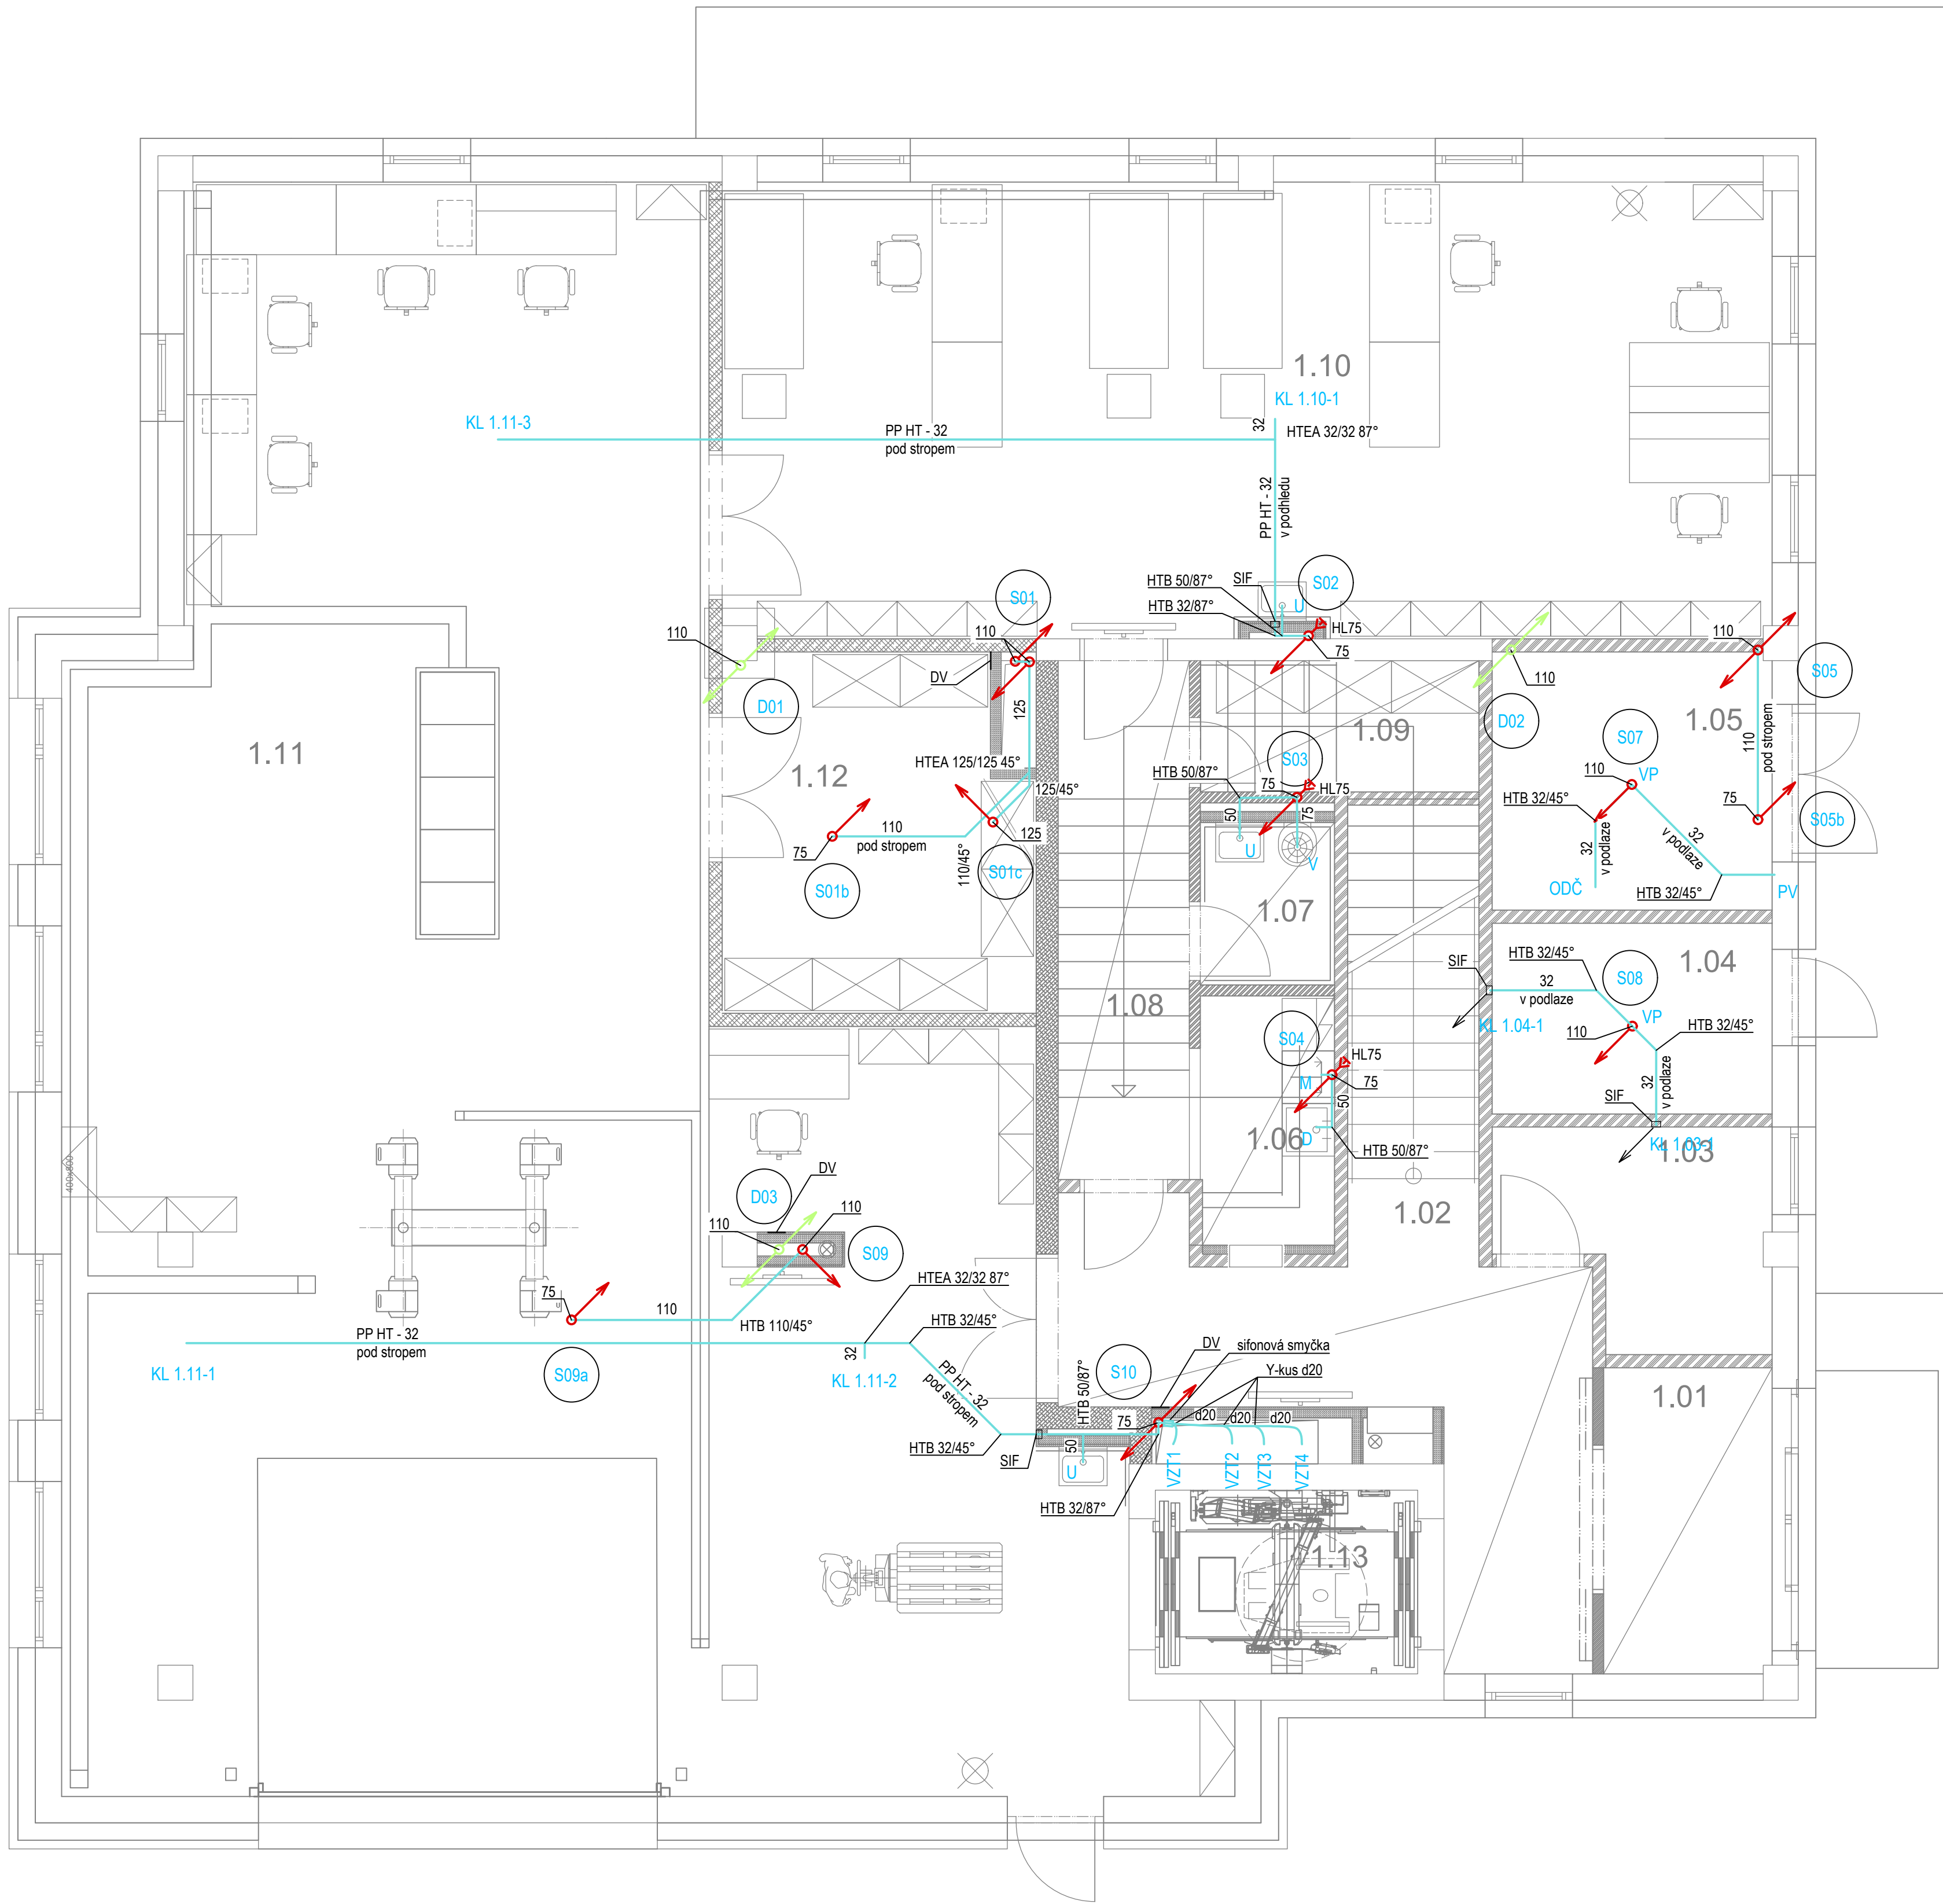 1.10
KL 1.10-1
32
HTEA 32/32 87°
KL 1.11-3
PP HT - 32
pod stropem
PP HT - 32
v podhledu
HTB 50/87°
SIF
S02
U
HTB 32/87°
HL75
75
S01
110
110
DV
125
D01
110
D02
110
S05
1.05
S07
VP
110
110
pod stropem
1.11
1.12
HTEA 125/125 45°
125/45°
1.09
S03
HTB 50/87°
75
HL75
50
75
U
V
HTB 32/45°
75
S05b
32
v podlaze
32
v podlaze
ODČ
HTB 32/45°
PV
110
pod stropem
75
S01b
125
110/45°
S01c
1.07
1.04
SIF
HTB 32/45°
S08
32
v podlaze
VP
KL 1.04-1
110
HTB 32/45°
32
v podlaze
SIF
KL 1.03-1
1.03
1.08
S04
HL75
M
75
50
1.06
D
HTB 50/87°
400x800
1.02
D03
DV
110
110
S09
75
110
HTB 110/45°
HTEA 32/32 87°
HTB 32/45°
PP HT - 32
pod stropem
KL 1.11-1
S09a
32
KL 1.11-2
PP HT - 32
pod stropem
HTB 32/45°
SIF
HTB 50/87°
S10
DV
sifonová smyčka
Y-kus d20
75
d20
d20
d20
50
U
VZT1
VZT2
VZT3
VZT4
HTB 32/87°
1.01
1.13